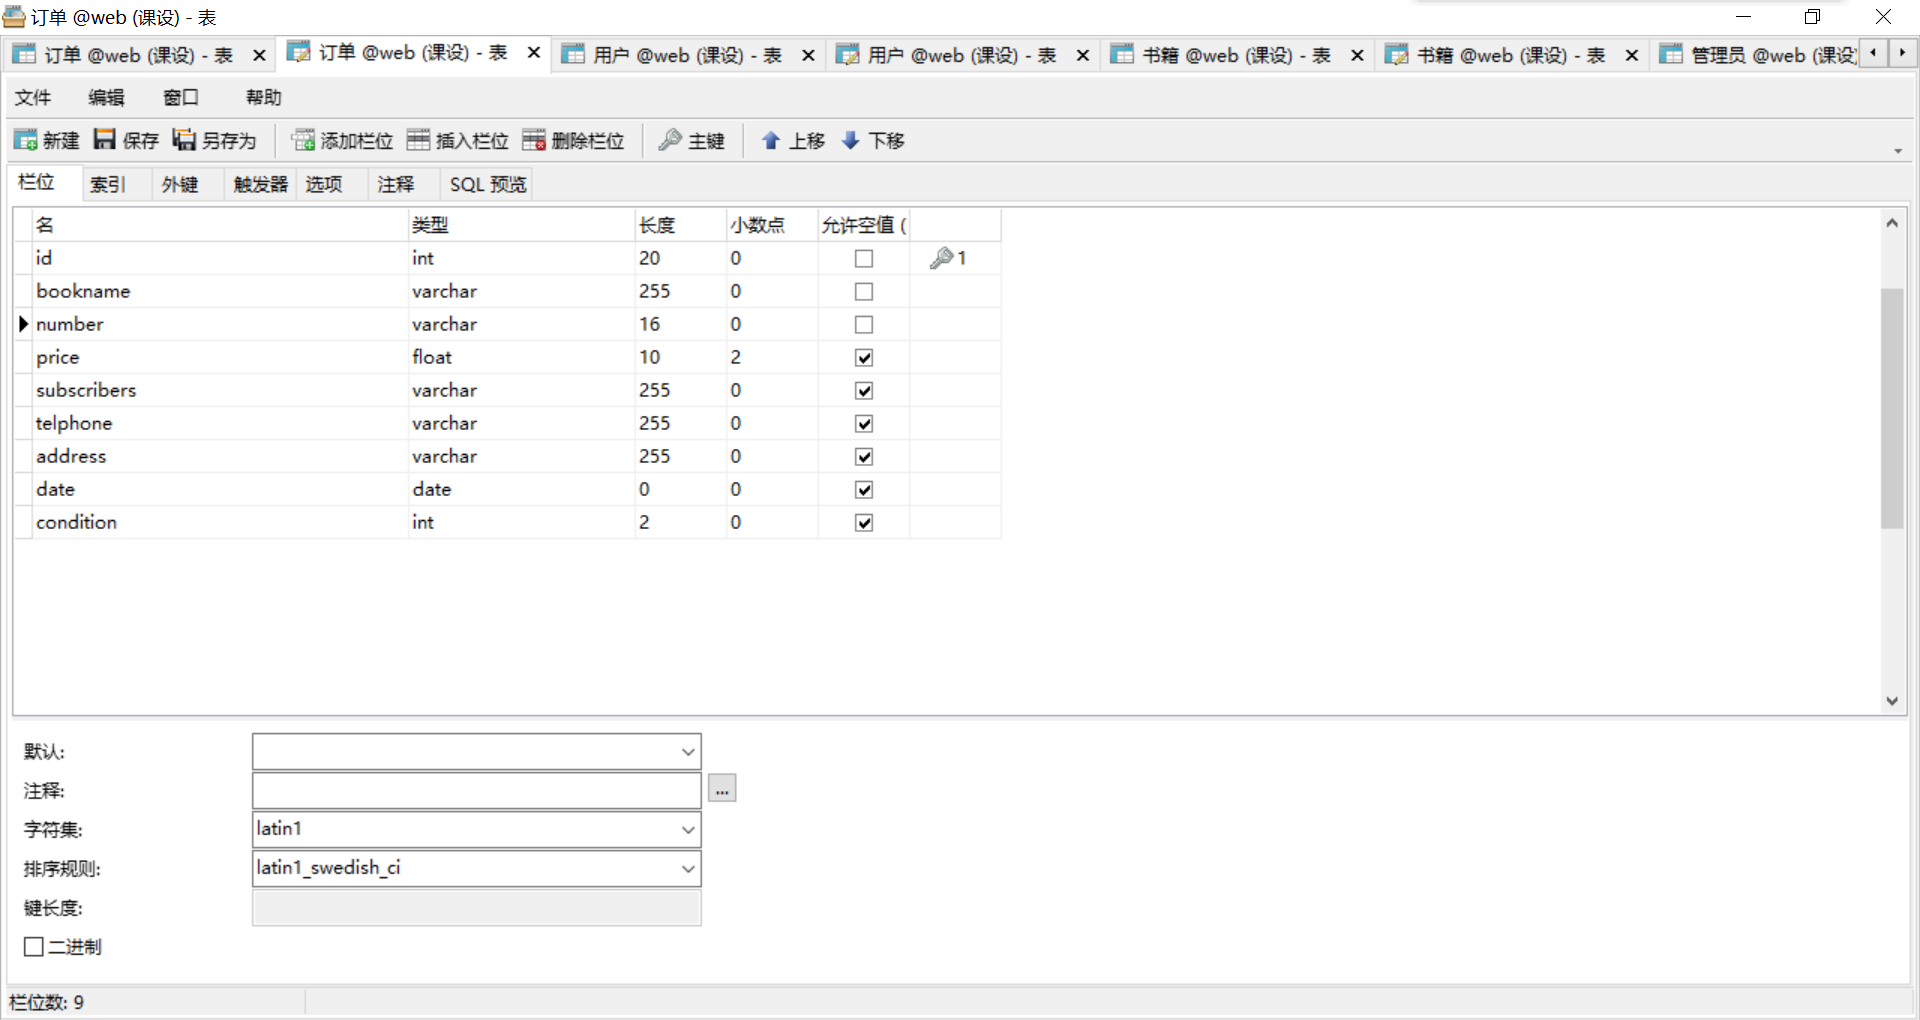 订单 @web (课设) - 表
订单 @web (课设) - 表 订单 @web (课设) - 表 用户 @web (课设) - 表 用户 @web (课设) - 表 书籍 @web (课设) - 表 书籍 @web (课设) - 表 管理员 @web (课设)
文件 编辑 窗口 帮助
新建 保存 另存为 添加栏位 插入栏位 删除栏位 主键 上移 下移
栏位 索引 外键 触发器 选项 注释 SQL 预览
名 类型 长度 小数点 允许空值 (
id int 20 0 1
bookname varchar 255 0
number varchar 16 0
price float 10 2
subscribers varchar 255 0
telphone varchar 255 0
address varchar 255 0
date date 0 0
condition int 2 0
默认:
注释: ...
字符集: latin1
排序规则: latin1_swedish_ci
键长度:
二进制
栏位数: 9